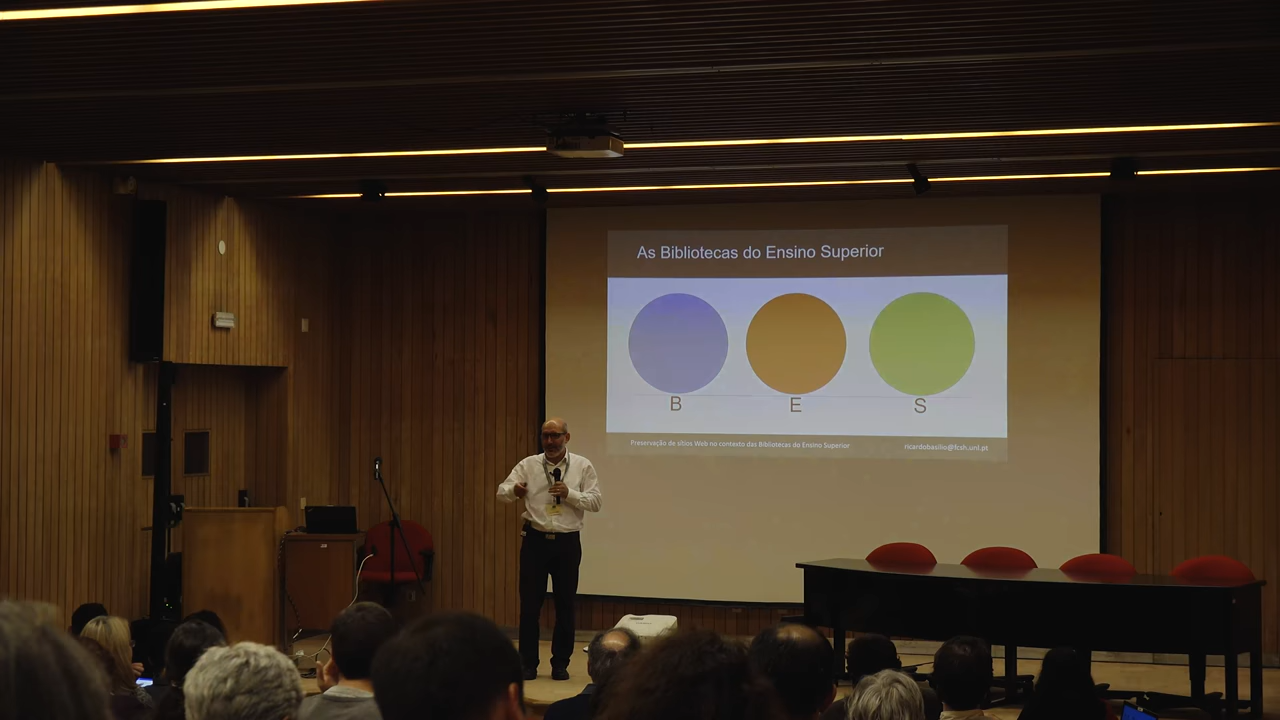 As Bibliotecas do Ensino Superior
B E S
Preservação de sítios Web no contexto das Bibliotecas do Ensino Superior
ricardobasilio@fcsh.unl.pt